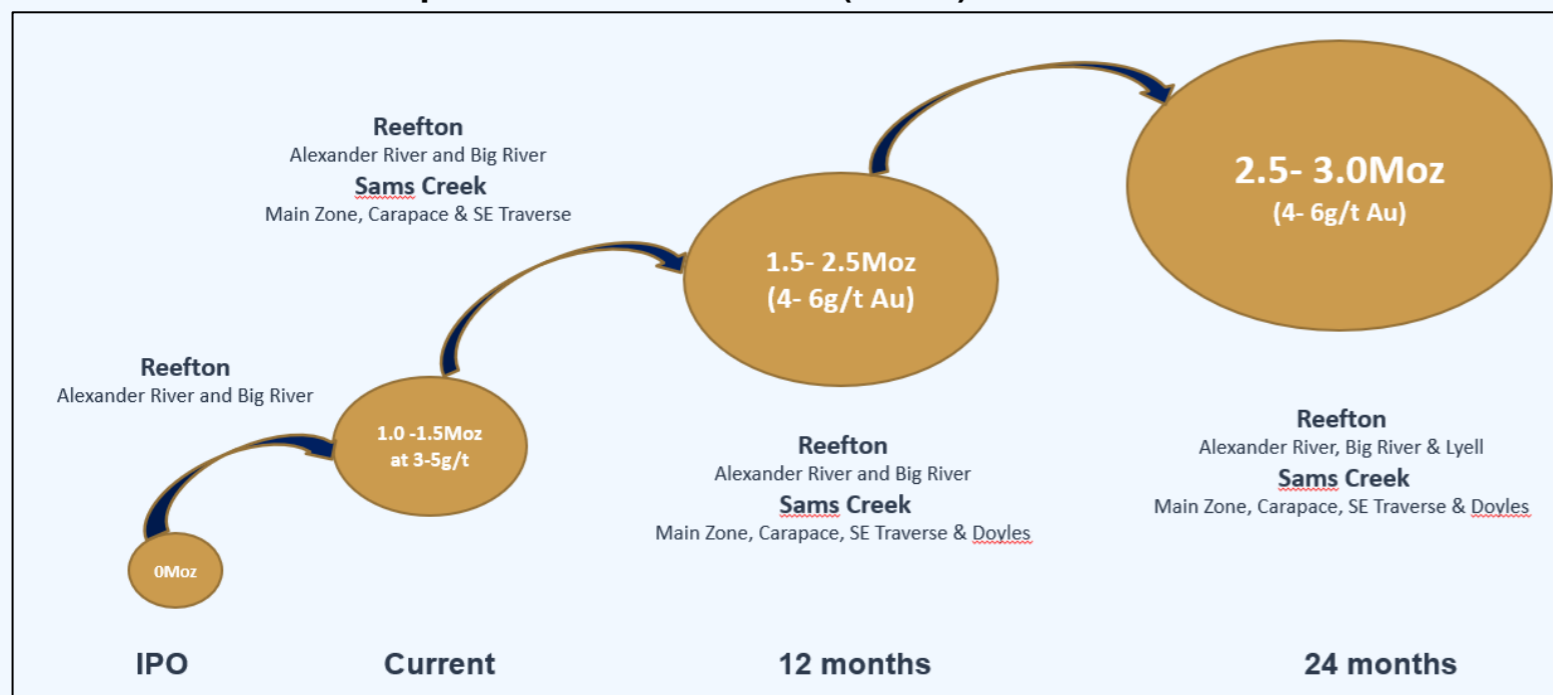 Reefton
Alexander River and Big River
Sams Creek
Main Zone, Carapace & SE Traverse
2.5- 3.0Moz
(4- 6g/t Au)
1.5- 2.5Moz
(4- 6g/t Au)
Reefton
Alexander River and Big River
1.0 -1.5Moz
at 3-5g/t
Reefton
Alexander River and Big River
Sams Creek
Main Zone, Carapace, SE Traverse & Doyles
Reefton
Alexander River, Big River & Lyell
Sams Creek
Main Zone, Carapace, SE Traverse & Doyles
0Moz
IPO
Current
12 months
24 months